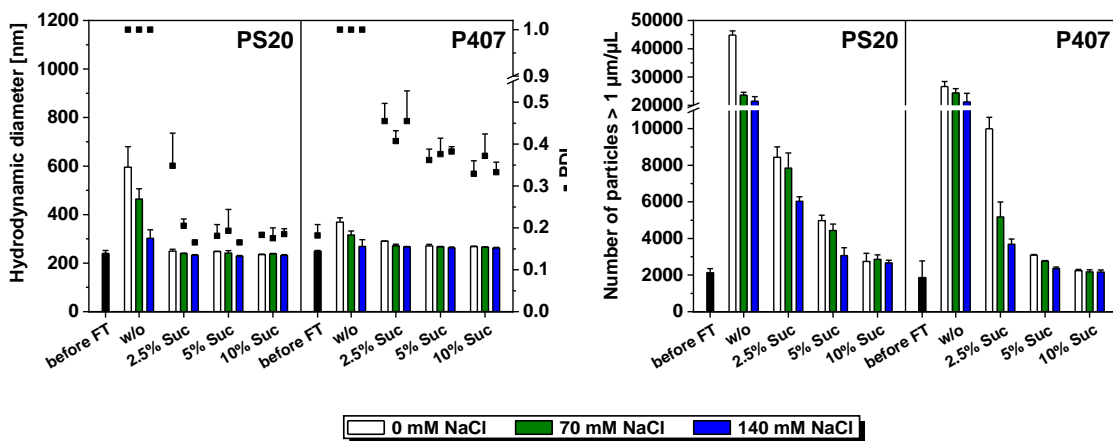 Hydrodynamic diameter [nm]
1200
1000
800
600
400
200
0
PS20
P407
1.0
0.9
0.5
0.4
0.3
0.2
0.1
0.0
before FT
w/o
2.5% Suc
5% Suc
10% Suc
before FT
w/o
2.5% Suc
5% Suc
10% Suc
Number of particles > 1 µm/µL
50000
40000
30000
20000
10000
8000
6000
4000
2000
0
PS20
P407
before FT
w/o
2.5% Suc
5% Suc
10% Suc
before FT
w/o
2.5% Suc
5% Suc
10% Suc
0 mM NaCl
70 mM NaCl
140 mM NaCl